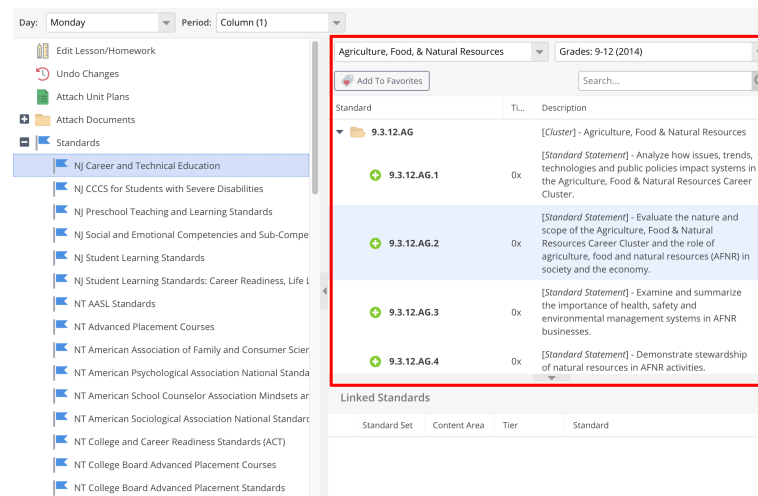 Day: Monday Period: Column (1)
Edit Lesson/Homework
Undo Changes
Attach Unit Plans
Attach Documents
Standards
NJ Career and Technical Education
NJ CCCS for Students with Severe Disabilities
NJ Preschool Teaching and Learning Standards
NJ Social and Emotional Competencies and Sub-Compe
NJ Student Learning Standards
NJ Student Learning Standards: Career Readiness, Life L
NT AASL Standards
NT Advanced Placement Courses
NT American Association of Family and Consumer Scien
NT American Psychological Association National Standa
NT American School Counselor Association Mindsets ar
NT American Sociological Association National Standard
NT College and Career Readiness Standards (ACT)
NT College Board Advanced Placement Courses
NT College Board Advanced Placement Standards
Agriculture, Food, & Natural Resources Grades: 9-12 (2014)
Add To Favorites Search...
Standard Ti... Description
9.3.12.AG [Cluster] - Agriculture, Food & Natural Resources
[Standard Statement] - Analyze how issues, trends,
technologies and public policies impact systems in
9.3.12.AG.1 0x the Agriculture, Food & Natural Resources Career
Cluster.
[Standard Statement] - Evaluate the nature and
scope of the Agriculture, Food & Natural
9.3.12.AG.2 0x Resources Career Cluster and the role of
agriculture, food and natural resources (AFNR) in
society and the economy.
[Standard Statement] - Examine and summarize
the importance of health, safety and
9.3.12.AG.3 0x environmental management systems in AFNR
businesses.
9.3.12.AG.4 0x [Standard Statement] - Demonstrate stewardship
of natural resources in AFNR activities.
Linked Standards
Standard Set Content Area Tier Standard